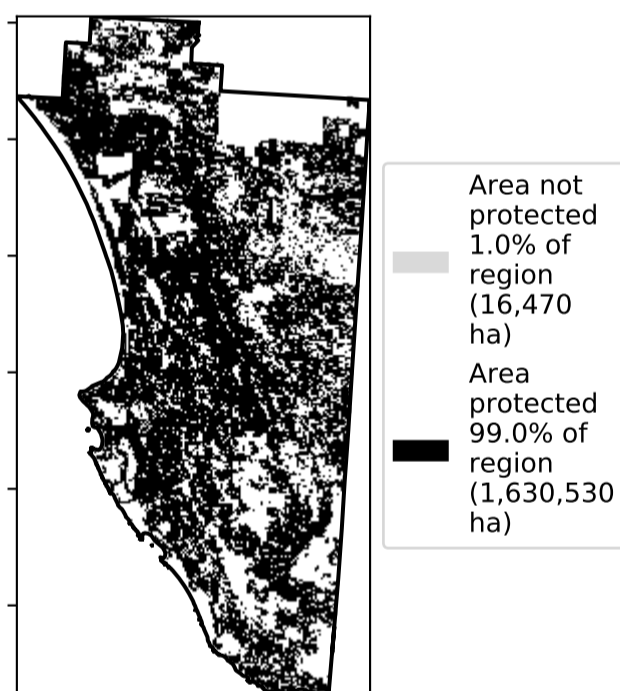 Area not
protected
1.0% of
region
(16,470
ha)
Area
protected
99.0% of
region
(1,630,530
ha)